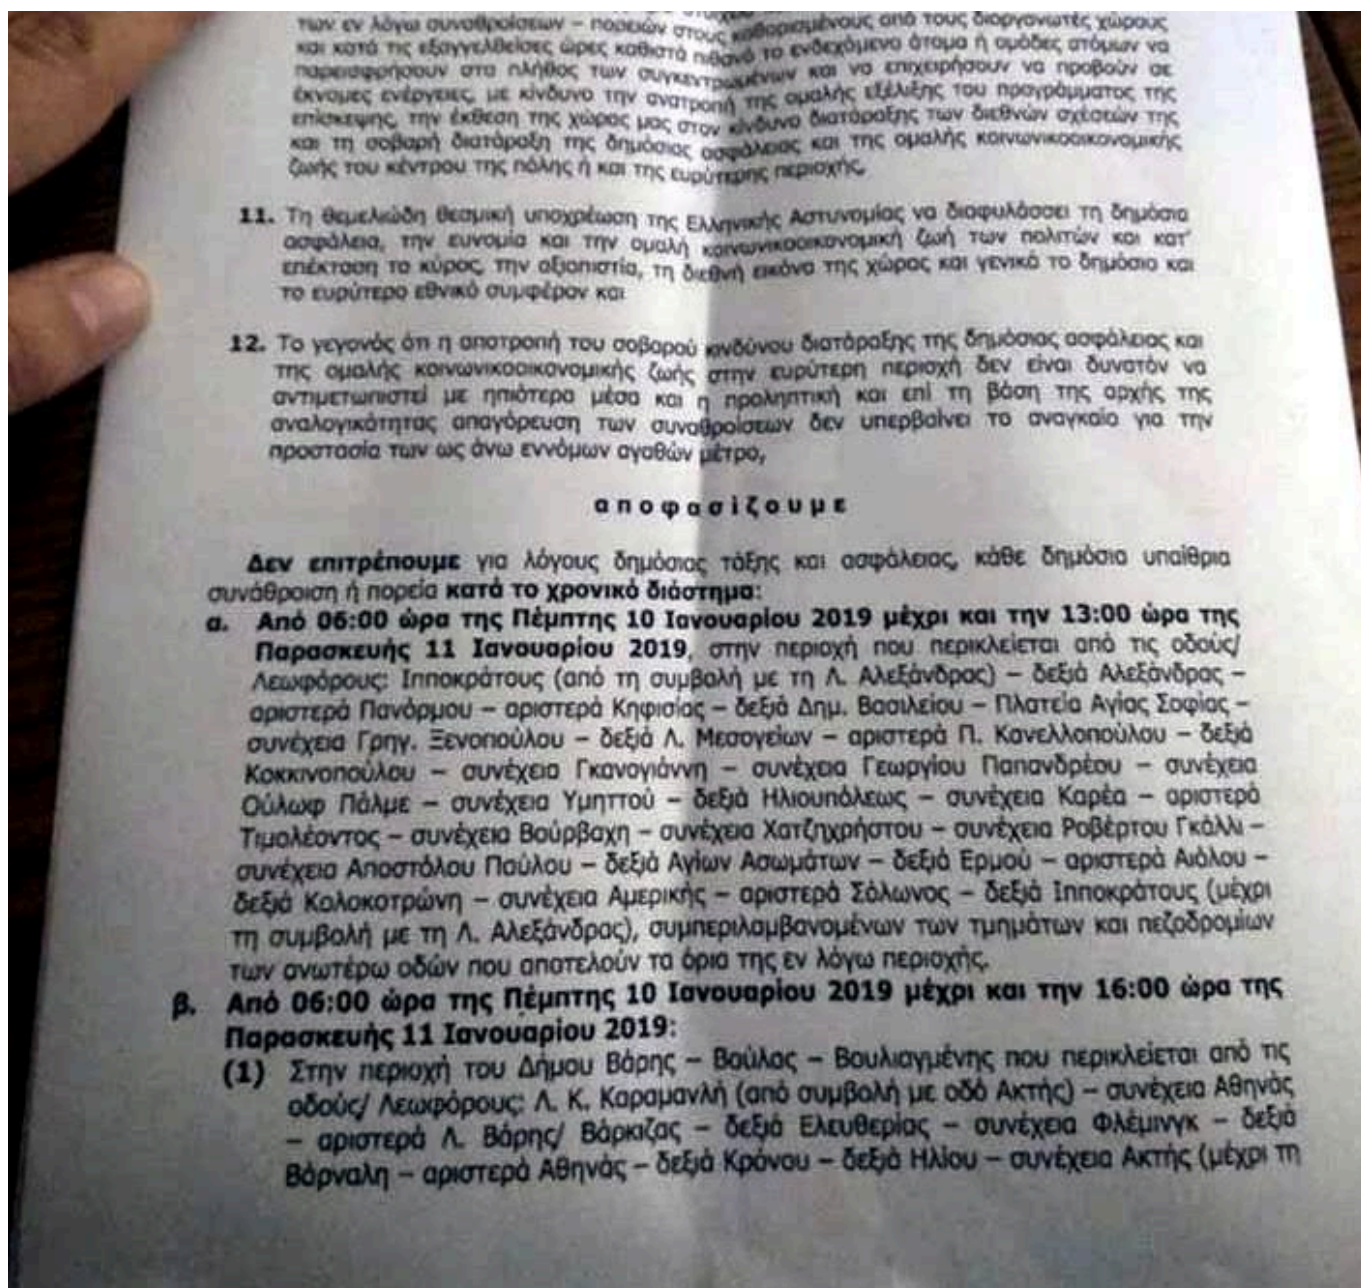 των εν λόγω συναθροίσεων – πορειών στους καθορισμένους από τους διοργανωτές χώρους
και κατά τις εξαγγελθείσες ώρες καθιστά πιθανό το ενδεχόμενο άτομα ή ομάδες ατόμων να
παρεισφρήσουν στα πλήθος των συγκεντρωμένων και να επιχειρήσουν να προβούν σε
έκνομες ενέργειες, με κίνδυνο την ανατροπή της ομαλής εξέλιξης του προγράμματος της
επίσκεψης, την έκθεση της χώρας μας στον κίνδυνο διατάραξης των διεθνών σχέσεών της
και τη σοβαρή διατάραξη της δημόσιας ασφάλειας και της ομαλής κοινωνικοοικονομικής
ζωής του κέντρου της πόλης ή και της ευρύτερης περιοχής,
11. Τη θεμελιώδη θεσμική υποχρέωση της Ελληνικής Αστυνομίας να διαφυλάσσει τη δημόσια
ασφάλεια, την ευνομία και την ομαλή κοινωνικοοικονομική ζωή των πολιτών και κατ'
επέκταση το κύρος, την αξιοπιστία, τη διεθνή εικόνα της χώρας και γενικά το δημόσιο και
το ευρύτερο εθνικό συμφέρον και
12. Το γεγονός ότι η αποτροπή του σοβαρού κινδύνου διατάραξης της δημόσιας ασφάλειας και
της ομαλής κοινωνικοοικονομικής ζωής στην ευρύτερη περιοχή δεν είναι δυνατόν να
αντιμετωπιστεί με ηπιότερα μέσα και η προληπτική και επί τη βάση της αρχής της
αναλογικότητας απαγόρευση των συναθροίσεων δεν υπερβαίνει το αναγκαίο για την
προστασία των ως άνω εννόμων αγαθών μέτρο,
αποφασίζουμε
Δεν επιτρέπουμε για λόγους δημόσιας τάξης και ασφάλειας, κάθε δημόσια υπαίθρια
συνάθροιση ή πορεία κατά το χρονικό διάστημα:
α. Από 06:00 ώρα της Πέμπτης 10 Ιανουαρίου 2019 μέχρι και την 13:00 ώρα της
Παρασκευής 11 Ιανουαρίου 2019, στην περιοχή που περικλείεται από τις οδούς/
Λεωφόρους: Ιπποκράτους (από τη συμβολή με τη Λ. Αλεξάνδρας) – δεξιά Αλεξάνδρας –
αριστερά Πανόρμου – αριστερά Κηφισίας – δεξιά Δημ. Βασιλείου – Πλατεία Αγίας Σοφίας –
συνέχεια Γρηγ. Ξενοπούλου – δεξιά Λ. Μεσογείων – αριστερά Π. Κανελλοπούλου – δεξιά
Κοκκινοπούλου – συνέχεια Γκανογιάννη – συνέχεια Γεωργίου Παπανδρέου – συνέχεια
Ούλωφ Πάλμε – συνέχεια Υμηττού – δεξιά Ηλιουπόλεως – συνέχεια Καρέα – αριστερά
Τιμολέοντος – συνέχεια Βούρβαχη – συνέχεια Χατζηχρήστου – συνέχεια Ροβέρτου Γκάλλι –
συνέχεια Αποστόλου Παύλου – δεξιά Αγίων Ασωμάτων – δεξιά Ερμού – αριστερά Αιόλου –
δεξιά Κολοκοτρώνη – συνέχεια Αμερικής – αριστερά Σόλωνος – δεξιά Ιπποκράτους (μέχρι
τη συμβολή με τη Λ. Αλεξάνδρας), συμπεριλαμβανομένων των τμημάτων και πεζοδρομίων
των ανωτέρω οδών που αποτελούν τα όρια της εν λόγω περιοχής.
β. Από 06:00 ώρα της Πέμπτης 10 Ιανουαρίου 2019 μέχρι και την 16:00 ώρα της
Παρασκευής 11 Ιανουαρίου 2019:
(1) Στην περιοχή του Δήμου Βάρης – Βούλας – Βουλιαγμένης που περικλείεται από τις
οδούς/ Λεωφόρους: Λ. Κ. Καραμανλή (από συμβολή με οδό Ακτής) – συνέχεια Αθηνάς
– αριστερά Λ. Βάρης/ Βάρκιζας – δεξιά Ελευθερίας – συνέχεια Φλέμινγκ – δεξιά
Βάρναλη – αριστερά Αθηνάς – δεξιά Κρόνου – δεξιά Ηλίου – συνέχεια Ακτής (μέχρι τη